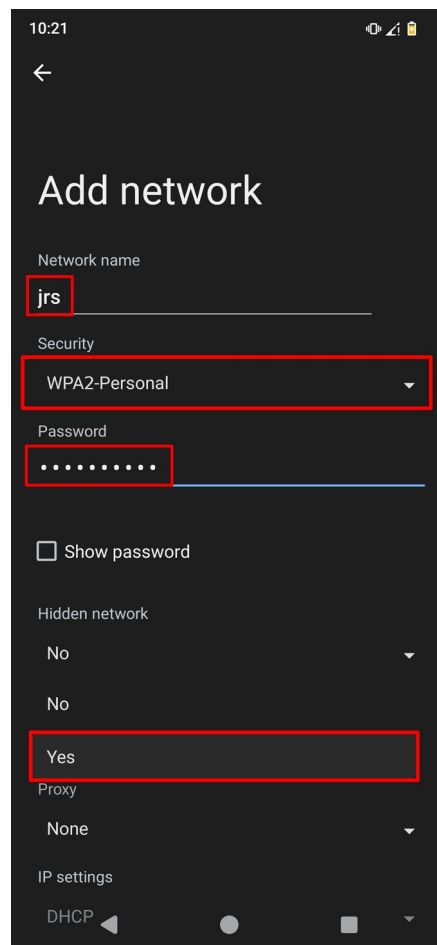 10:21
Add network
Network name
jrs
Security
WPA2-Personal
Password
••••••••••
Show password
Hidden network
No
No
Yes
Proxy
None
IP settings
DHCP